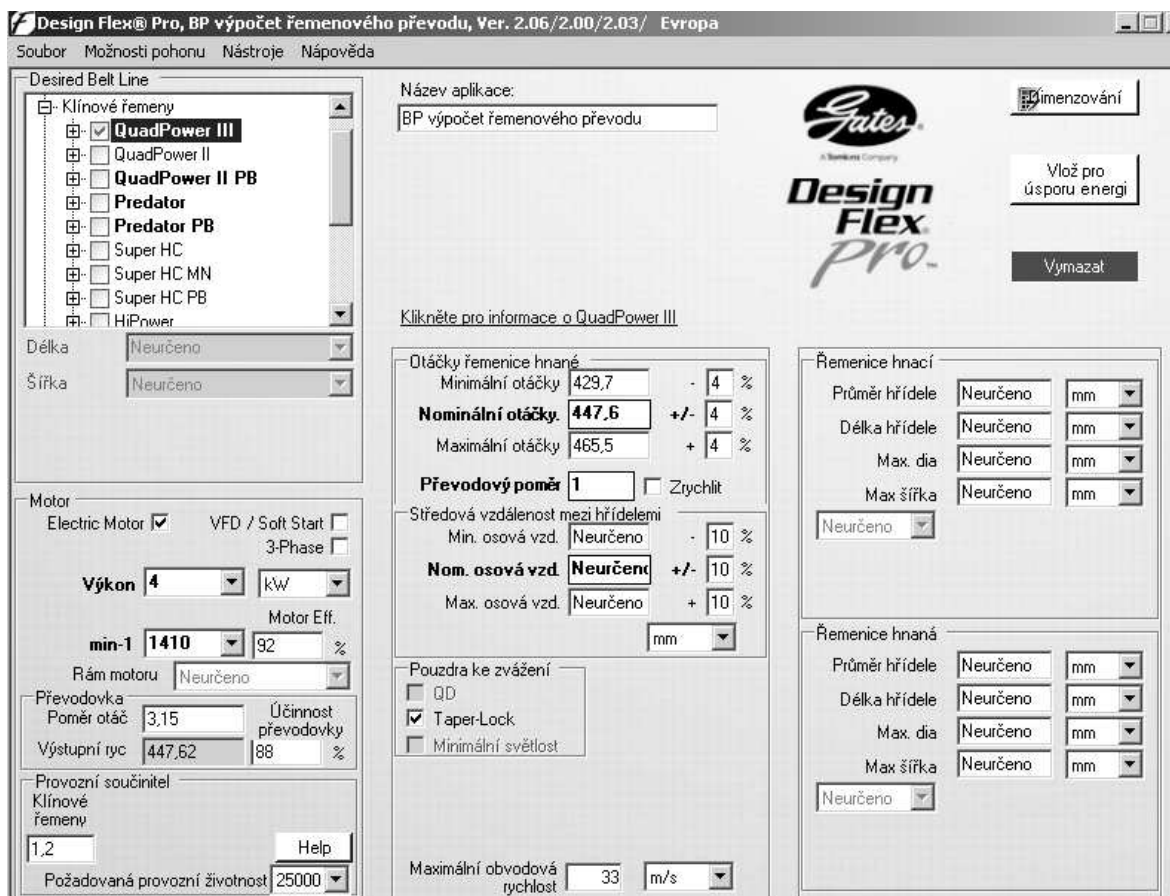 Design Flex® Pro, BP výpočet řemenového převodu, Ver. 2.06/2.00/2.03/ Evropa
Soubor Možnosti pohonu Nástroje Nápověda
Desired Belt Line
Klínové řemeny
QuadPower III
QuadPower II
QuadPower II PB
Predator
Predator PB
Super HC
Super HC MN
Super HC PB
HiPower
Délka Neurčeno
Šířka Neurčeno
Motor
Electric Motor VFD / Soft Start
3-Phase
Výkon 4 kW
Motor Eff.
min-1 1410 92 %
Rám motoru Neurčeno
Převodovka
Poměr otáč 3,15 Účinnost převodovky
Výstupní ryc 447,62 88 %
Provozní součinitel
Klínové
řemeny
1,2 Help
Požadovaná provozní životnost 25000
Název aplikace:
BP výpočet řemenového převodu
Gates
A Tomkins Company
Design
Flex
Pro™
Dimenzování
Vlož pro
úsporu energi
Vymazat
Klikněte pro informace o QuadPower III
Otáčky řemenice hnané
Minimální otáčky 429,7 - 4 %
Nominální otáčky. 447,6 +/- 4 %
Maximální otáčky 465,5 + 4 %
Převodový poměr 1 Zrychlit
Středová vzdálenost mezi hřídelemi
Min. osová vzd. Neurčeno - 10 %
Nom. osová vzd. Neurčeno +/- 10 %
Max. osová vzd. Neurčeno + 10 %
mm
Pouzdra ke zvážení
QD
Taper-Lock
Minimální světlost
Maximální obvodová
rychlost 33 m/s
Řemenice hnací
Průměr hřídele Neurčeno mm
Délka hřídele Neurčeno mm
Max. dia Neurčeno mm
Max šířka Neurčeno mm
Neurčeno
Řemenice hnaná
Průměr hřídele Neurčeno mm
Délka hřídele Neurčeno mm
Max. dia Neurčeno mm
Max šířka Neurčeno mm
Neurčeno